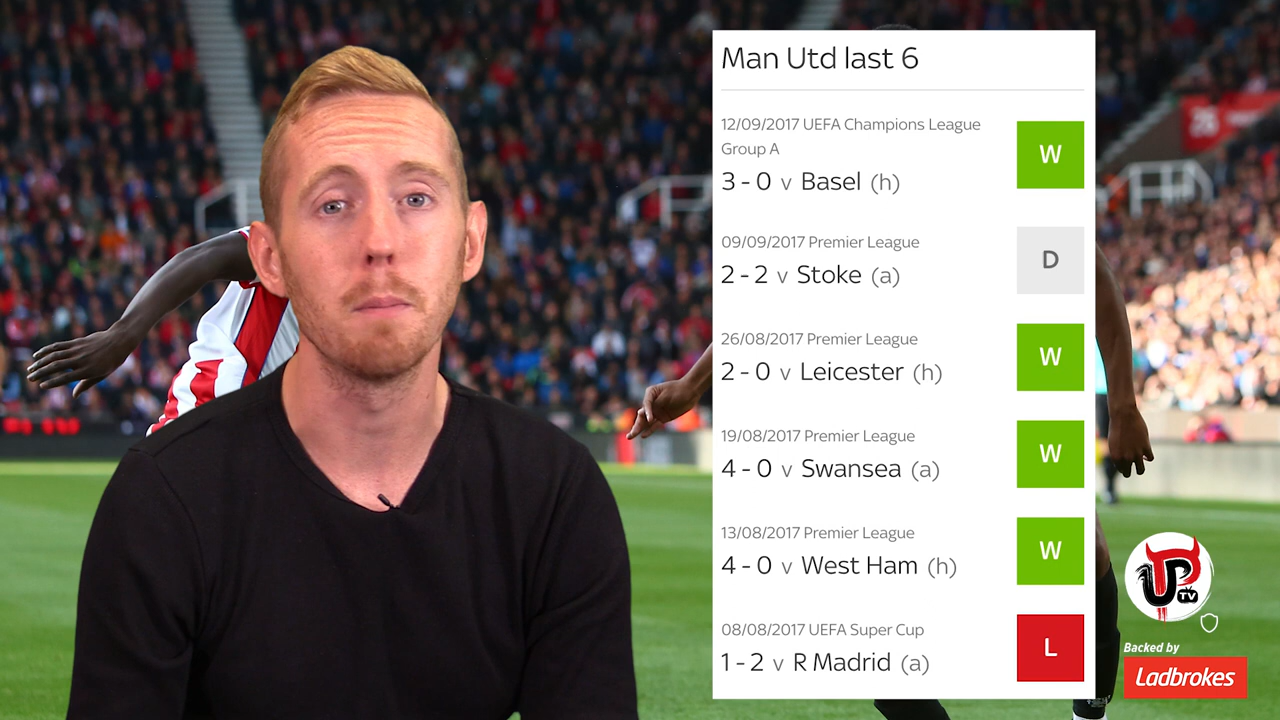 Man Utd last 6
12/09/2017 UEFA Champions League
Group A
3 - 0 v Basel (h)
W
09/09/2017 Premier League
2 - 2 v Stoke (a)
D
26/08/2017 Premier League
2 - 0 v Leicester (h)
W
19/08/2017 Premier League
4 - 0 v Swansea (a)
W
13/08/2017 Premier League
4 - 0 v West Ham (h)
W
08/08/2017 UEFA Super Cup
1 - 2 v R Madrid (a)
L
UP
TV
Backed by
Ladbrokes